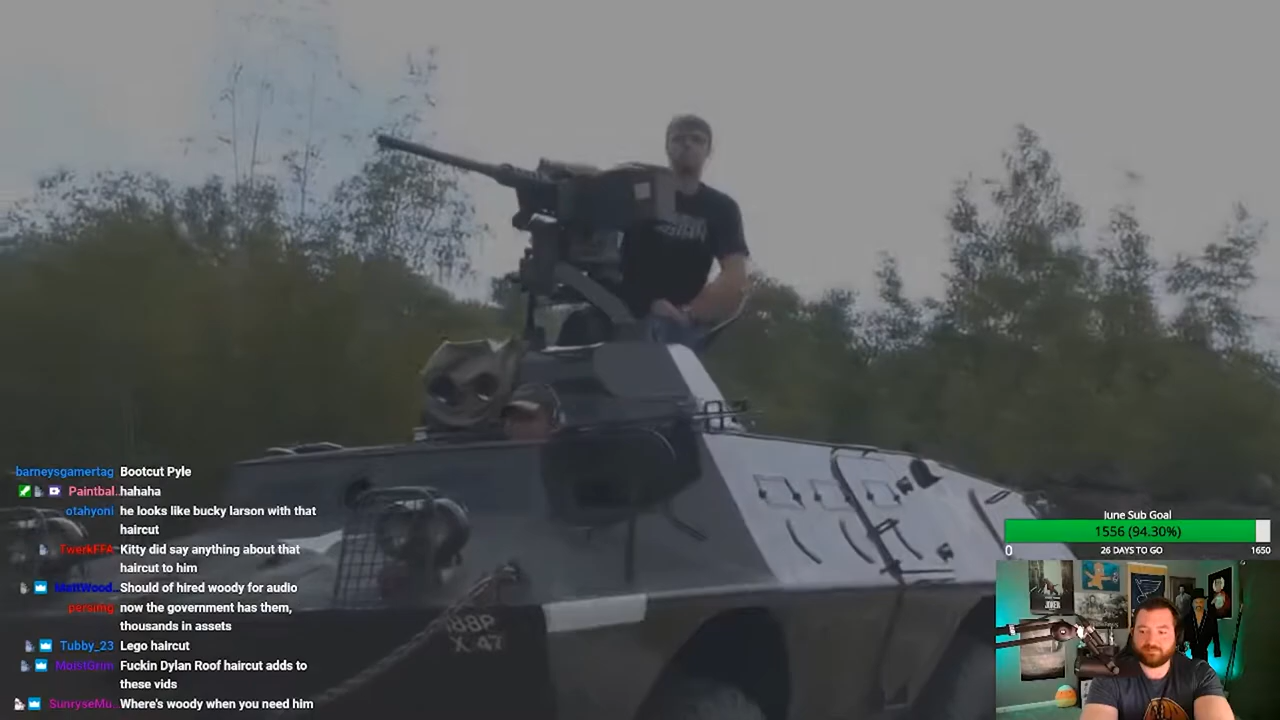 barneysgamertag Bootcut Pyle
Paintbal.. hahaha
otahyoni he looks like bucky larson with that
haircut
TwerkFFA Kitty did say anything about that
haircut to him
MattWood.. Should of hired woody for audio
persimg now the government has them,
thousands in assets
Tubby_23 Lego haircut
MoistGrim Fuckin Dylan Roof haircut adds to
these vids
SunryseMu.. Where's woody when you need him
88P
X 47
June Sub Goal
1556 (94.30%)
0 26 DAYS TO GO 1650
JOKER